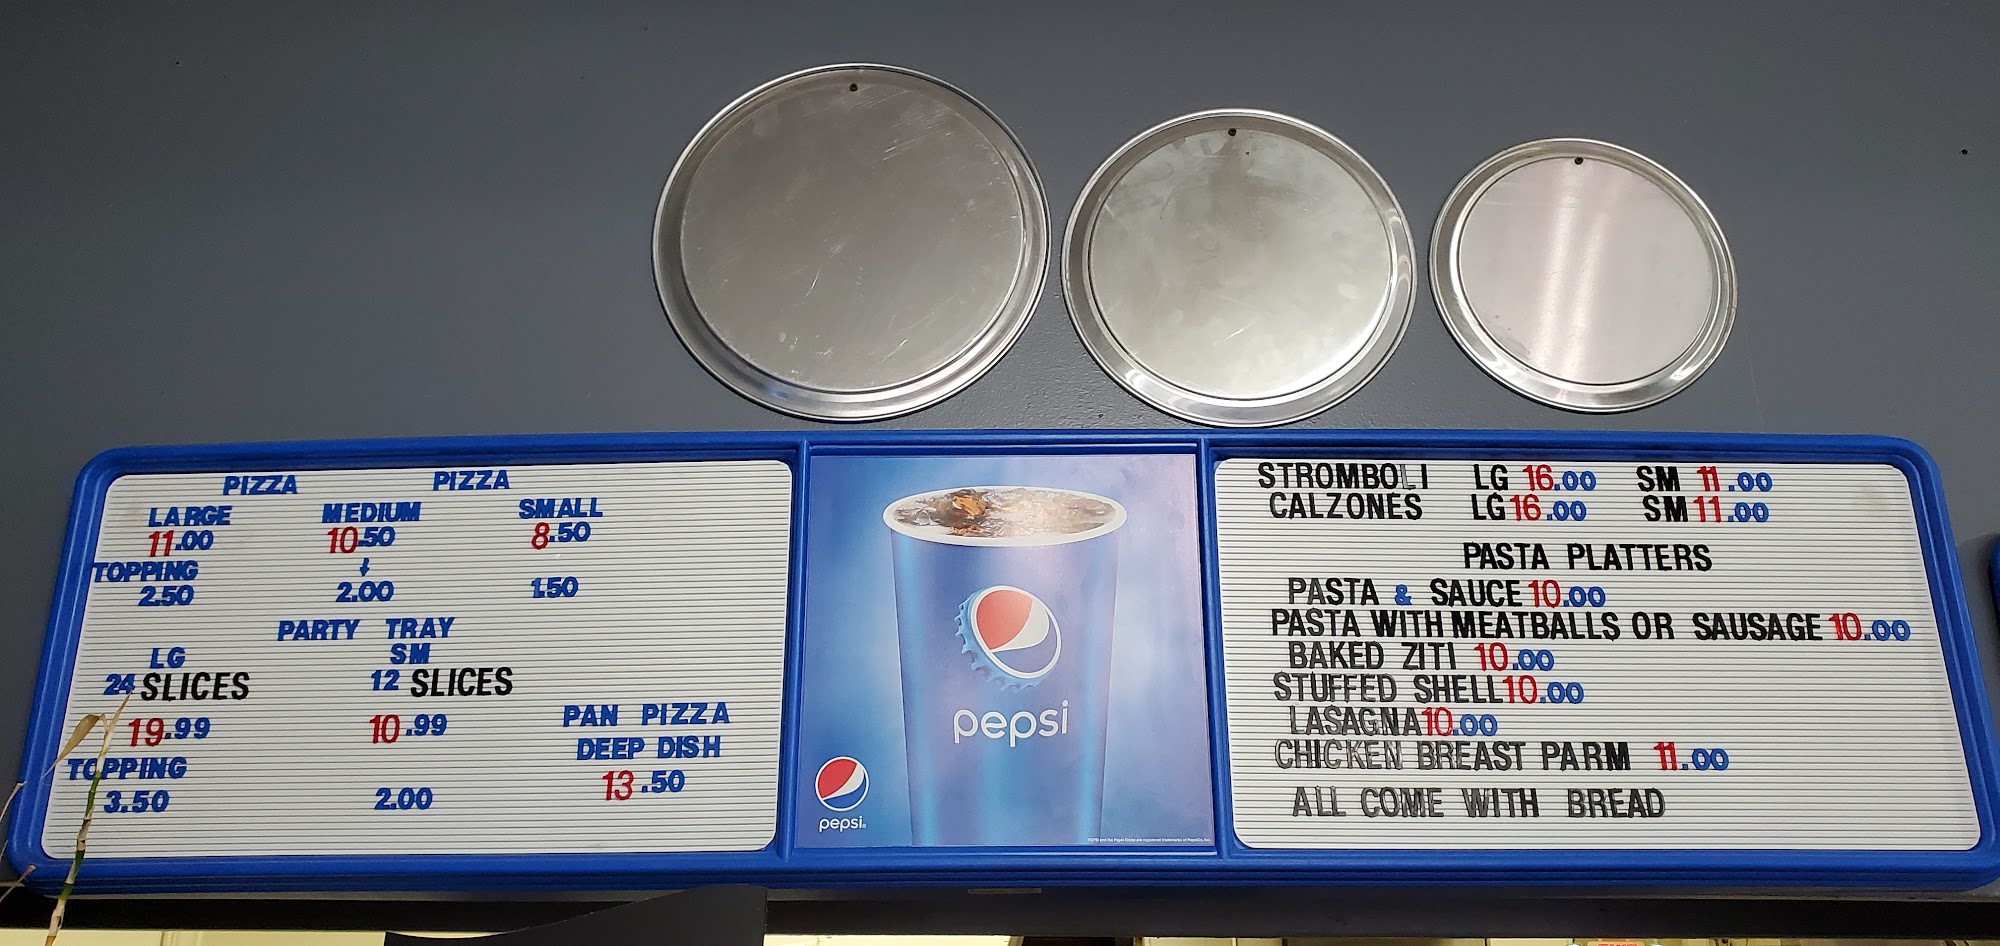 PIZZA PIZZA
LARGE MEDIUM SMALL
11.00 10.50 8.50
TOPPING
2.50 2.00 1.50
PARTY TRAY
LG SM
24 SLICES 12 SLICES
19.99 10.99
TOPPING
3.50 2.00
PAN PIZZA
DEEP DISH
13.50
pepsi
pepsi
STROMBOLI LG 16.00 SM 11.00
CALZONES LG 16.00 SM 11.00
PASTA PLATTERS
PASTA & SAUCE 10.00
PASTA WITH MEATBALLS OR SAUSAGE 10.00
BAKED ZITI 10.00
STUFFED SHELL 10.00
LASAGNA 10.00
CHICKEN BREAST PARM 11.00
ALL COME WITH BREAD